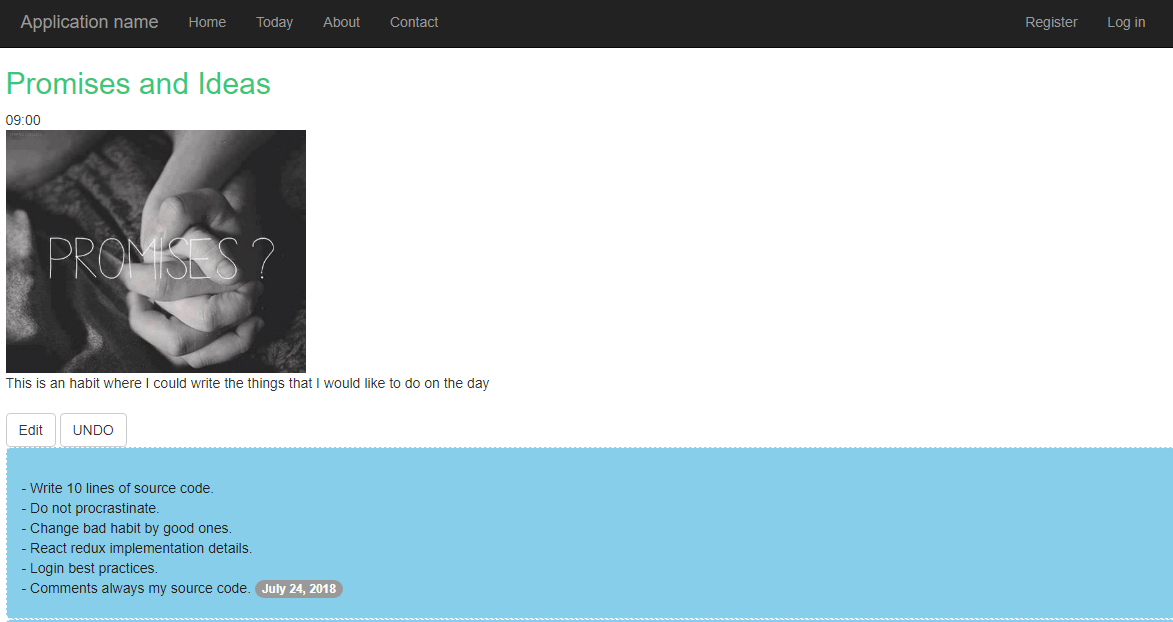 Application name Home Today About Contact Register Log in
Promises and Ideas
09:00
PROMISES ?
This is an habit where I could write the things that I would like to do on the day
Edit UNDO
- Write 10 lines of source code.
- Do not procrastinate.
- Change bad habit by good ones.
- React redux implementation details.
- Login best practices.
- Comments always my source code. July 24, 2018